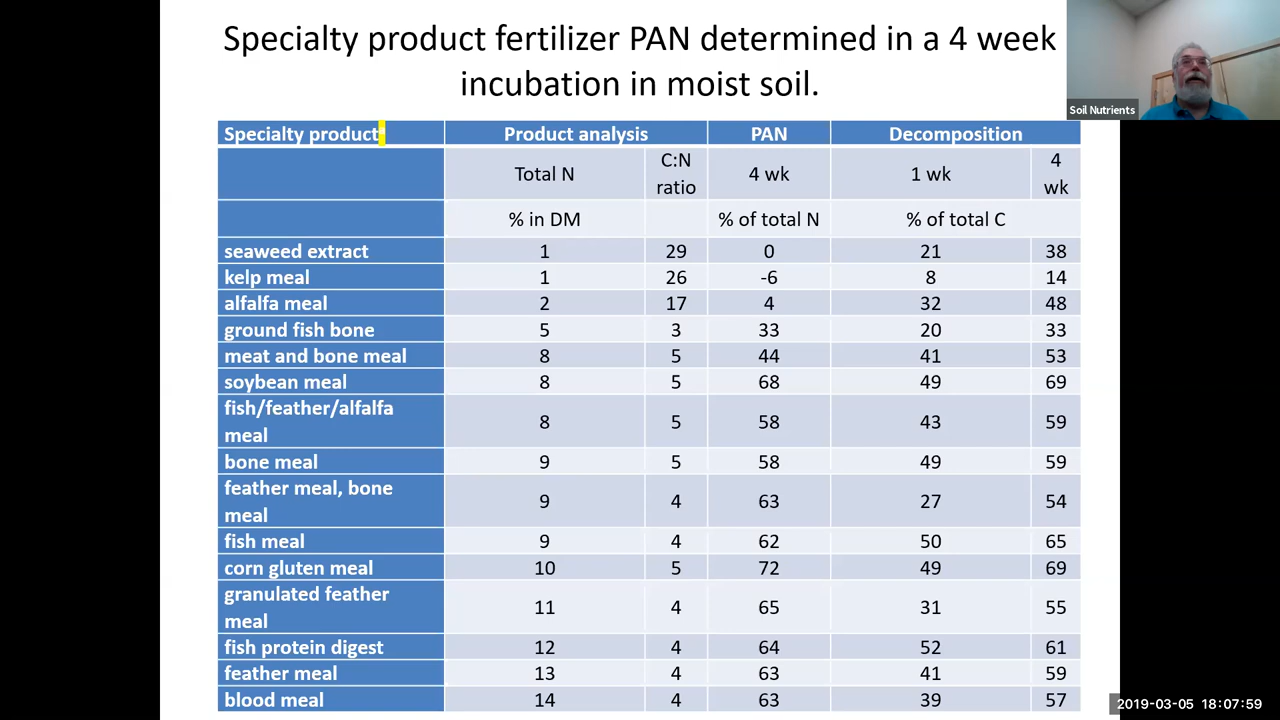 Specialty product fertilizer PAN determined in a 4 week
incubation in moist soil.
Soil Nutrients
Specialty product* Product analysis PAN Decomposition
Total N C:N ratio 4 wk 1 wk 4 wk
% in DM % of total N % of total C
seaweed extract 1 29 0 21 38
kelp meal 1 26 -6 8 14
alfalfa meal 2 17 4 32 48
ground fish bone 5 3 33 20 33
meat and bone meal 8 5 44 41 53
soybean meal 8 5 68 49 69
fish/feather/alfalfa meal 8 5 58 43 59
bone meal 9 5 58 49 59
feather meal, bone meal 9 4 63 27 54
fish meal 9 4 62 50 65
corn gluten meal 10 5 72 49 69
granulated feather meal 11 4 65 31 55
fish protein digest 12 4 64 52 61
feather meal 13 4 63 41 59
blood meal 14 4 63 39 57
2019-03-05 18:07:59